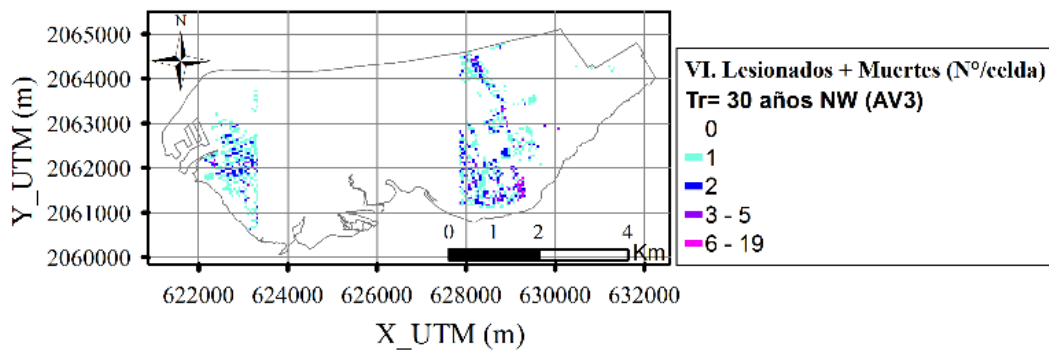 N
2065000
2064000
2063000
2062000
2061000
2060000
Y_UTM (m)
0 1 2 4
Km
622000 624000 626000 628000 630000 632000
X_UTM (m)
VI. Lesionados + Muertes (Nº/celda)
Tr= 30 años NW (AV3)
0
1
2
3 - 5
6 - 19